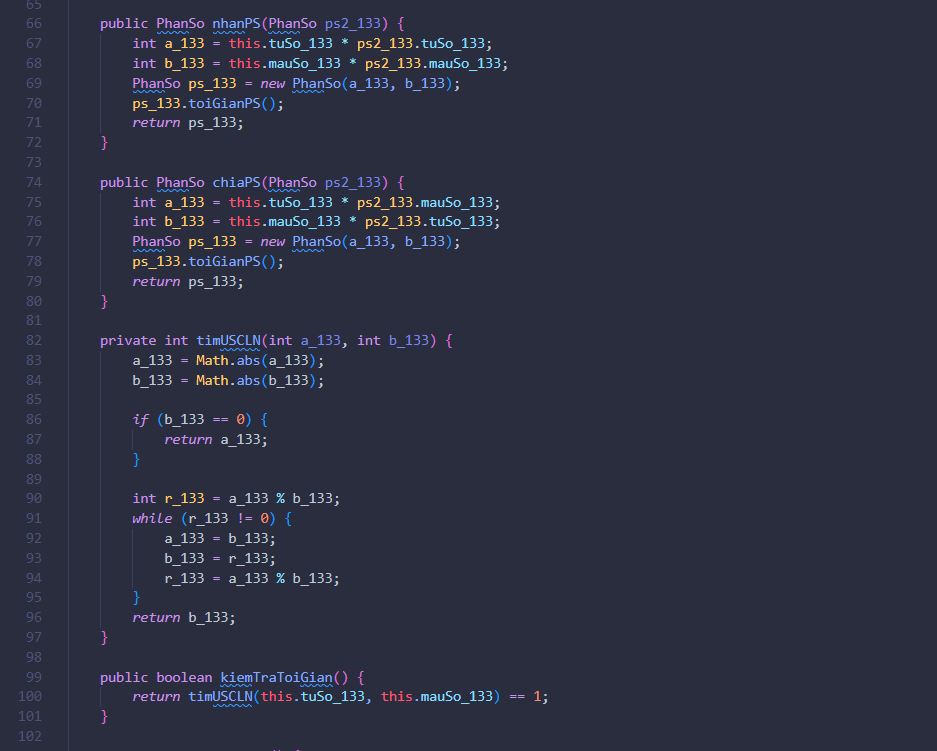 65
66 public PhanSo nhanPS(PhanSo ps2_133) {
67 int a_133 = this.tuSo_133 * ps2_133.tuSo_133;
68 int b_133 = this.mauSo_133 * ps2_133.mauSo_133;
69 PhanSo ps_133 = new PhanSo(a_133, b_133);
70 ps_133.toiGianPS();
71 return ps_133;
72 }
73
74 public PhanSo chiaPS(PhanSo ps2_133) {
75 int a_133 = this.tuSo_133 * ps2_133.mauSo_133;
76 int b_133 = this.mauSo_133 * ps2_133.tuSo_133;
77 PhanSo ps_133 = new PhanSo(a_133, b_133);
78 ps_133.toiGianPS();
79 return ps_133;
80 }
81
82 private int timUSCLN(int a_133, int b_133) {
83 a_133 = Math.abs(a_133);
84 b_133 = Math.abs(b_133);
85
86 if (b_133 == 0) {
87 return a_133;
88 }
89
90 int r_133 = a_133 % b_133;
91 while (r_133 != 0) {
92 a_133 = b_133;
93 b_133 = r_133;
94 r_133 = a_133 % b_133;
95 }
96 return b_133;
97 }
98
99 public boolean kiemTraToiGian() {
100 return timUSCLN(this.tuSo_133, this.mauSo_133) == 1;
101 }
102